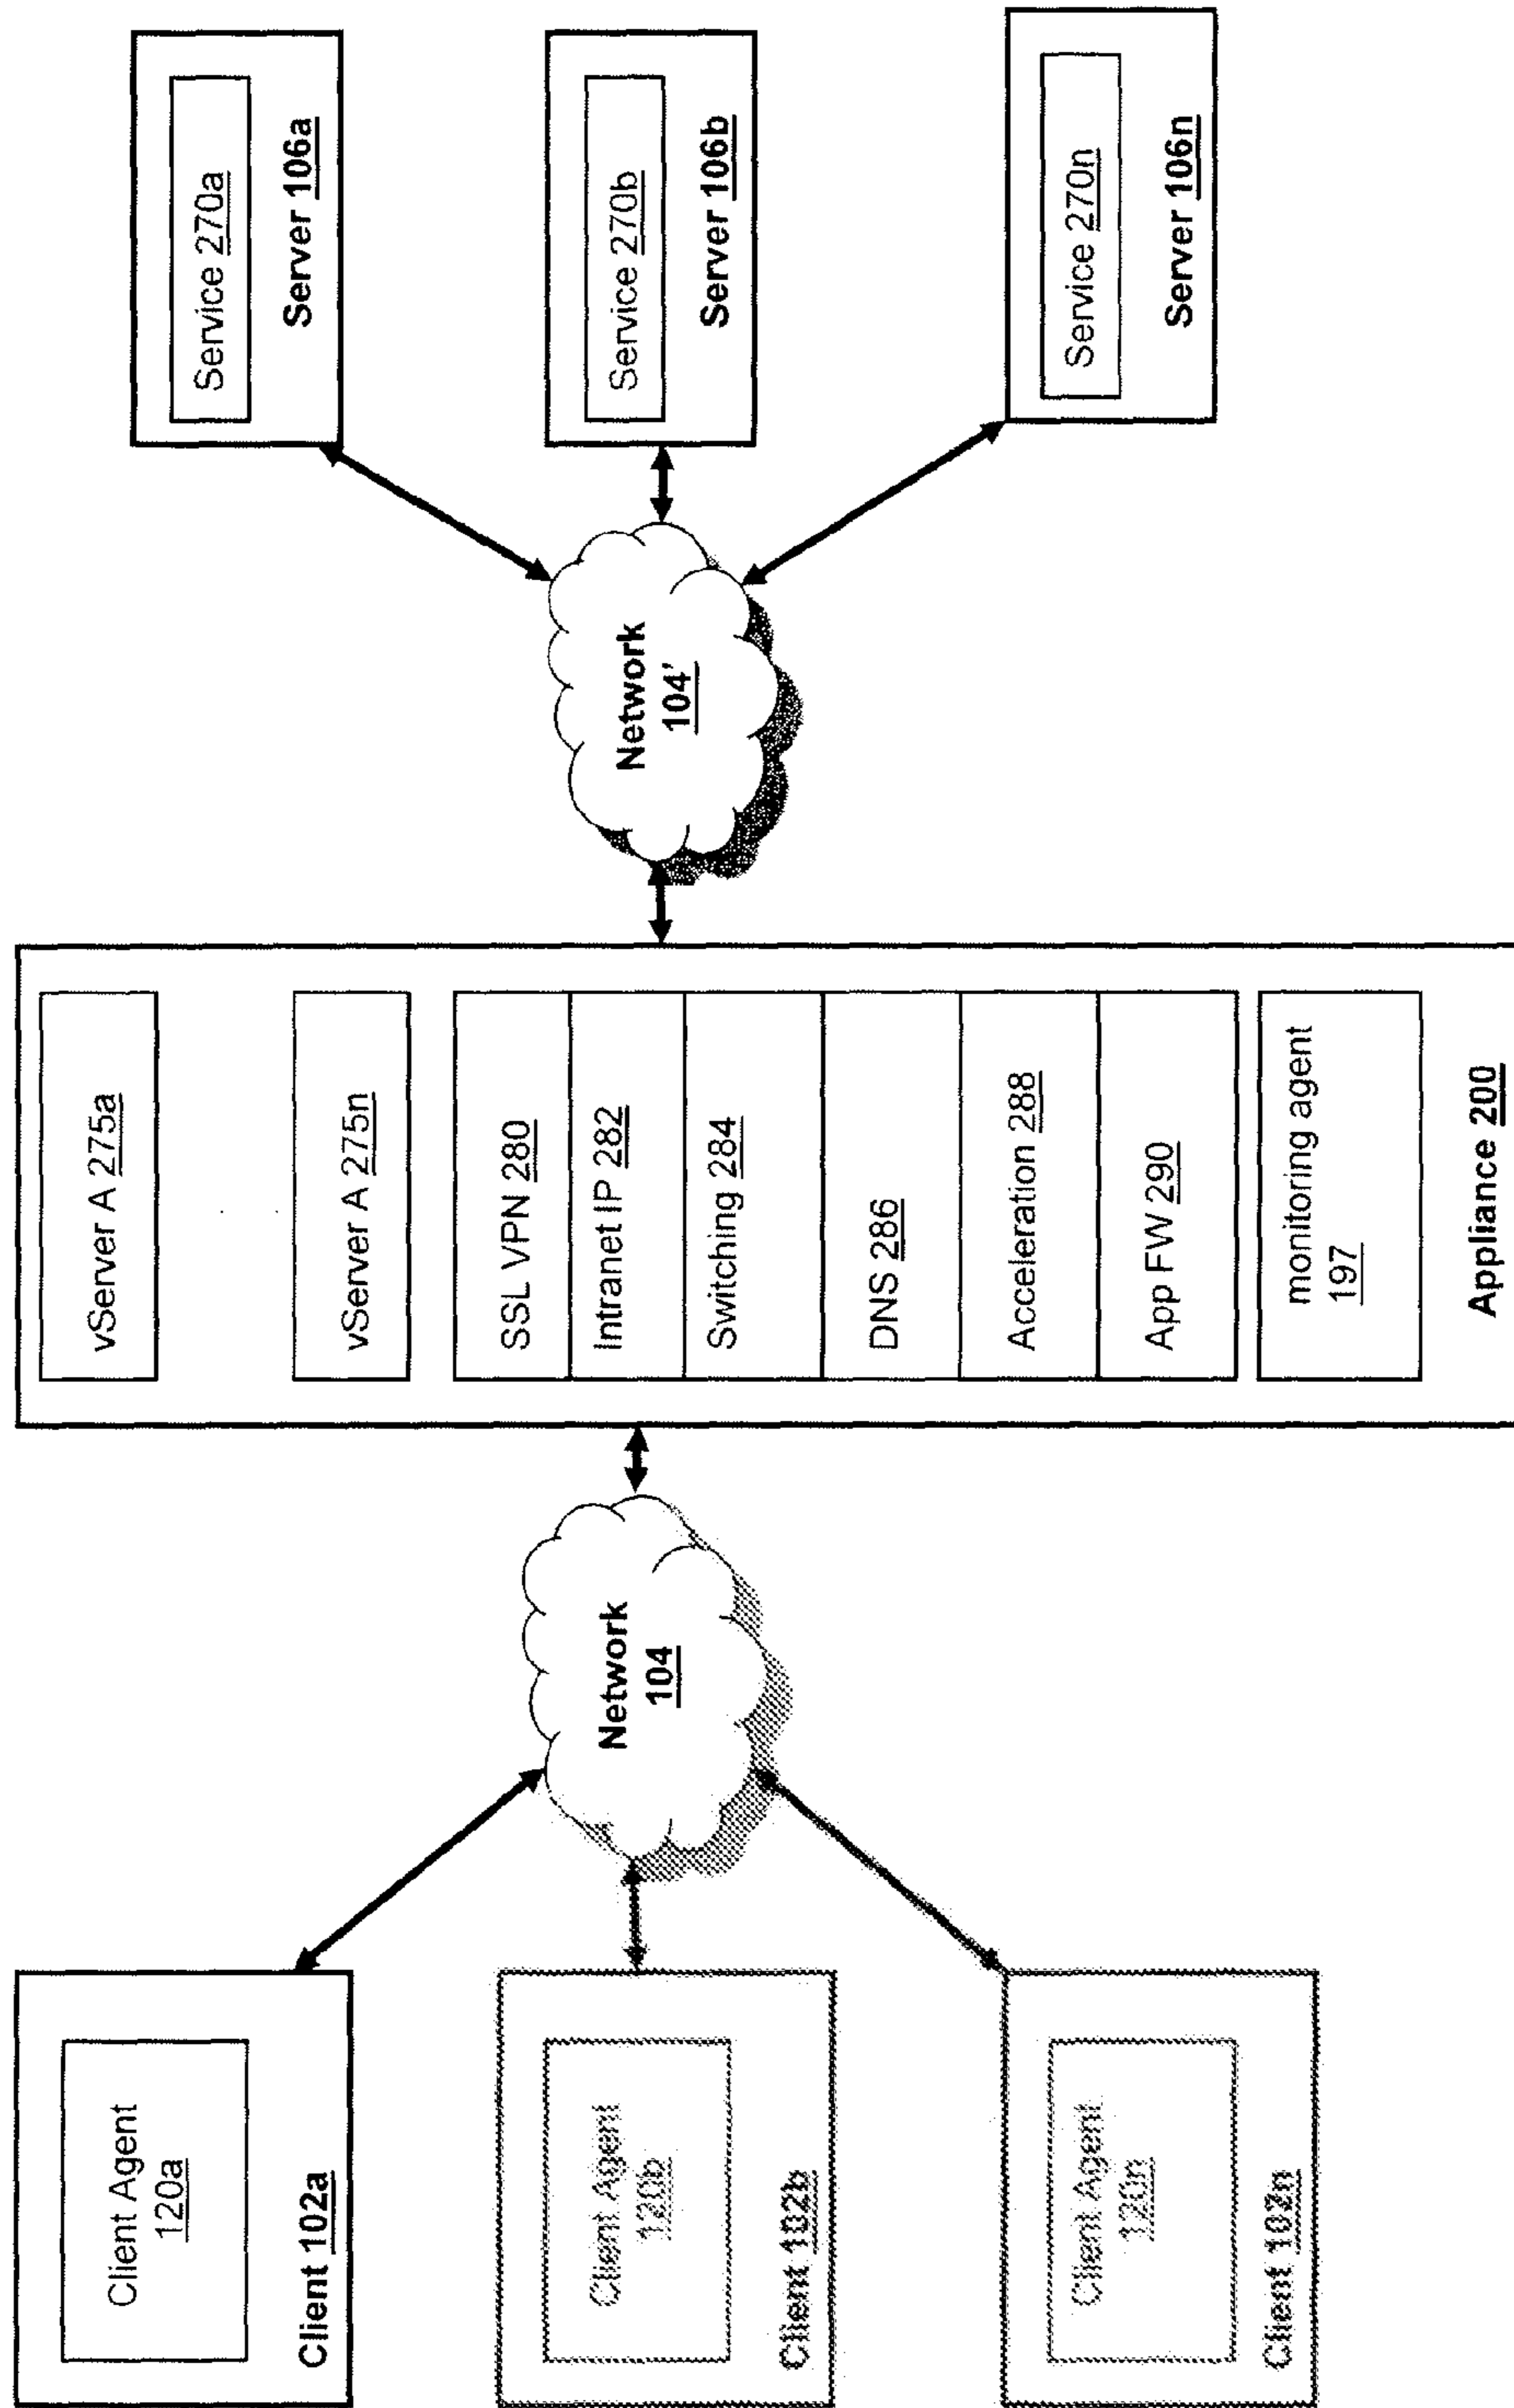 Client Agent
120a
Client 102a
Client Agent
120b
Client 102b
Client Agent
120n
Client 102n
Network
104
vServer A 275a
vServer A 275n
SSL VPN 280
Intranet IP 282
Switching 284
DNS 286
Acceleration 288
App FW 290
monitoring agent
197
Appliance 200
Network
104'
Service 270a
Server 106a
Service 270b
Server 106b
Service 270n
Server 106n